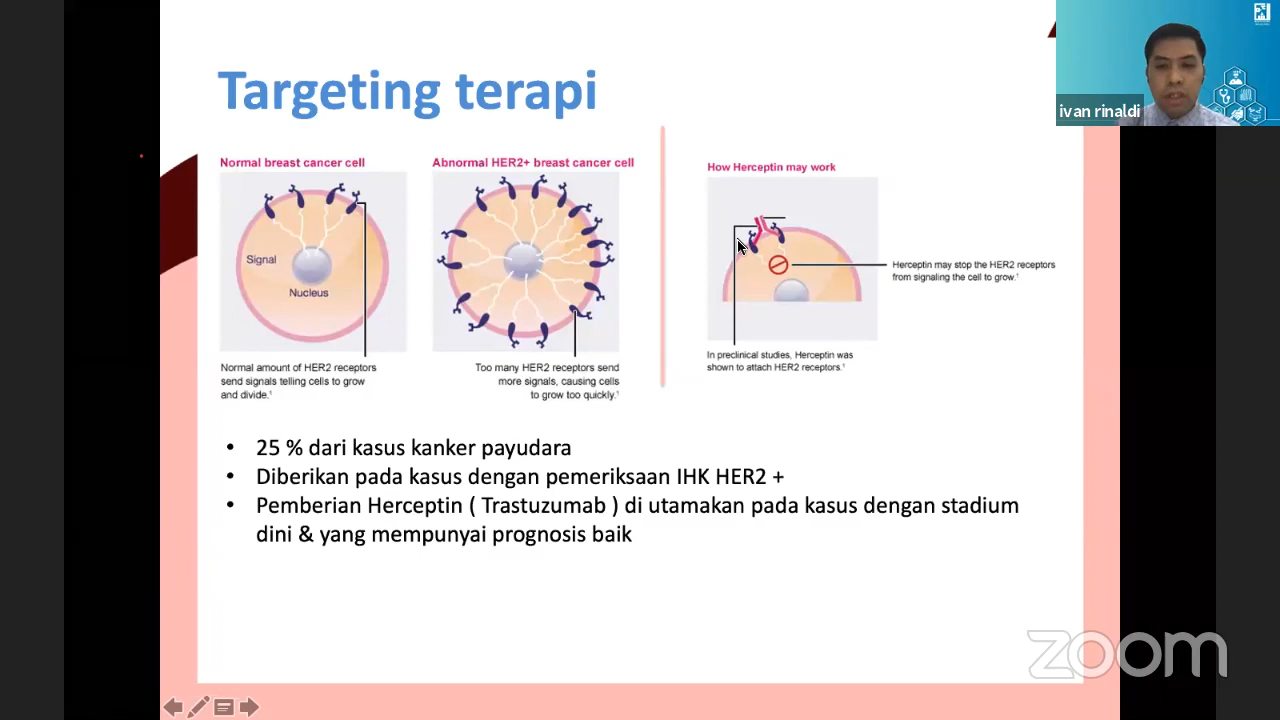 Targeting terapi
ivan rinaldi
Normal breast cancer cell
Signal
Nucleus
Normal amount of HER2 receptors
send signals telling cells to grow
and divide.¹
Abnormal HER2+ breast cancer cell
Too many HER2 receptors send
more signals, causing cells
to grow too quickly.¹
How Herceptin may work
Herceptin may stop the HER2 receptors
from signaling the cell to grow.¹
In preclinical studies, Herceptin was
shown to attach HER2 receptors.¹
• 25 % dari kasus kanker payudara
• Diberikan pada kasus dengan pemeriksaan IHK HER2 +
• Pemberian Herceptin ( Trastuzumab ) di utamakan pada kasus dengan stadium
dini & yang mempunyai prognosis baik
zoom